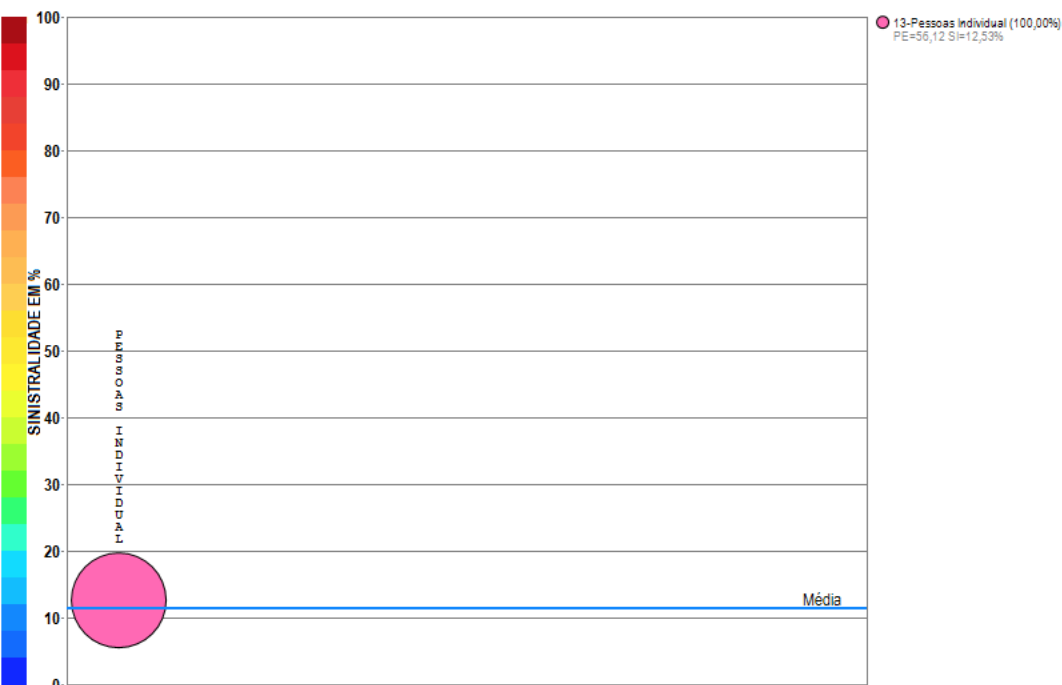 100
90
80
70
60
50
40
30
20
10
0
SINISTRALIDADE EM %
PESSOAS INDIVIDUAL
Média
13-Pessoas Individual (100,00%)
PE=56,12 SI=12,53%